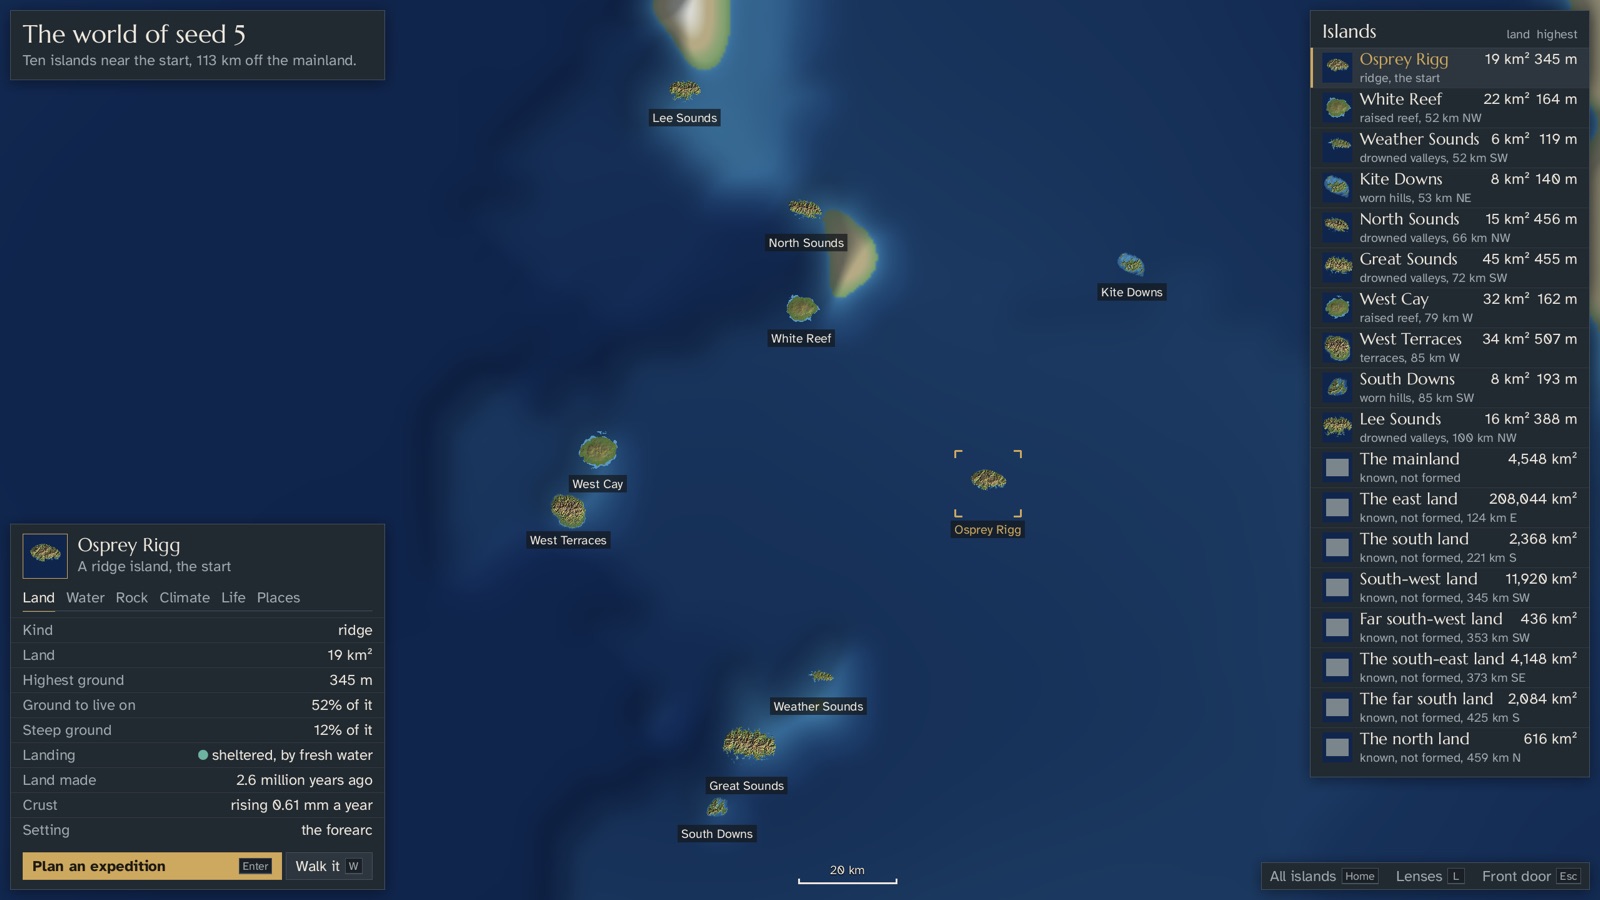 The world of seed 5
Ten islands near the start, 113 km off the mainland.
Lee Sounds
North Sounds
Kite Downs
White Reef
West Cay
West Terraces
Osprey Rigg
Weather Sounds
Great Sounds
South Downs
20 km
Osprey Rigg
A ridge island, the start
Land Water Rock Climate Life Places
Kind ridge
Land 19 km²
Highest ground 345 m
Ground to live on 52% of it
Steep ground 12% of it
Landing sheltered, by fresh water
Land made 2.6 million years ago
Crust rising 0.61 mm a year
Setting the forearc
Plan an expedition Enter Walk it W
Islands land highest
Osprey Rigg 19 km² 345 m
ridge, the start
White Reef 22 km² 164 m
raised reef, 52 km NW
Weather Sounds 6 km² 119 m
drowned valleys, 52 km SW
Kite Downs 8 km² 140 m
worn hills, 53 km NE
North Sounds 15 km² 456 m
drowned valleys, 66 km NW
Great Sounds 45 km² 455 m
drowned valleys, 72 km SW
West Cay 32 km² 162 m
raised reef, 79 km W
West Terraces 34 km² 507 m
terraces, 85 km W
South Downs 8 km² 193 m
worn hills, 85 km SW
Lee Sounds 16 km² 388 m
drowned valleys, 100 km NW
The mainland 4,548 km²
known, not formed
The east land 208,044 km²
known, not formed, 124 km E
The south land 2,368 km²
known, not formed, 221 km S
South-west land 11,920 km²
known, not formed, 345 km SW
Far south-west land 436 km²
known, not formed, 353 km SW
The south-east land 4,148 km²
known, not formed, 373 km SE
The far south land 2,084 km²
known, not formed, 425 km S
The north land 616 km²
known, not formed, 459 km N
All islands Home Lenses L Front door Esc